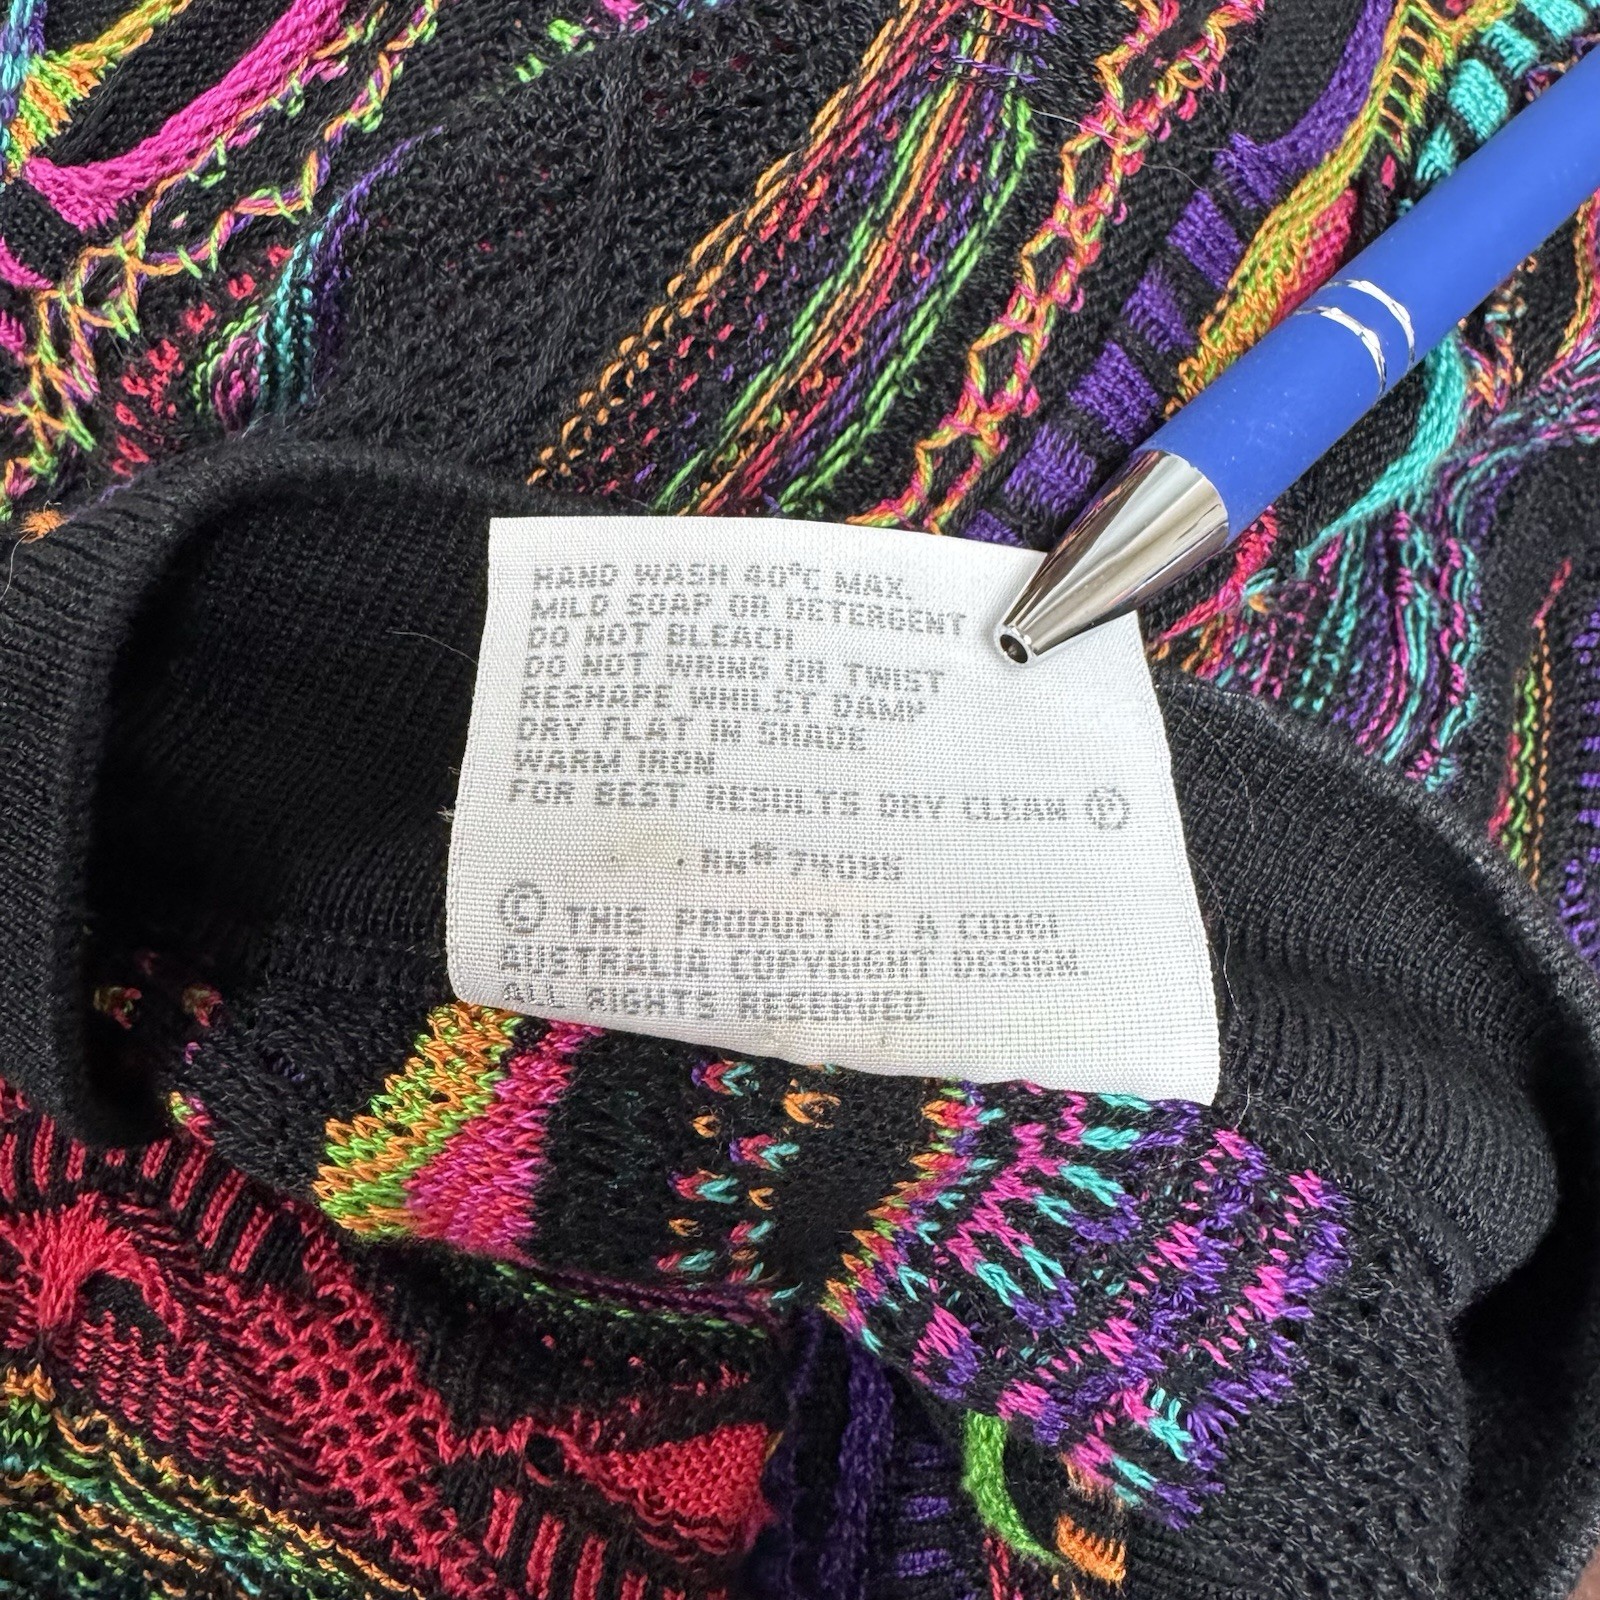 HAND WASH 40°C MAX.
MILD SOAP OR DETERGENT
DO NOT BLEACH
DO NOT WRING OR TWIST
RESHAPE WHILST DAMP
DRY FLAT IN SHADE
WARM IRON
FOR BEST RESULTS DRY CLEAN Ⓟ
RN# 74095
© THIS PRODUCT IS A COOGI
AUSTRALIA COPYRIGHT DESIGN.
ALL RIGHTS RESERVED.